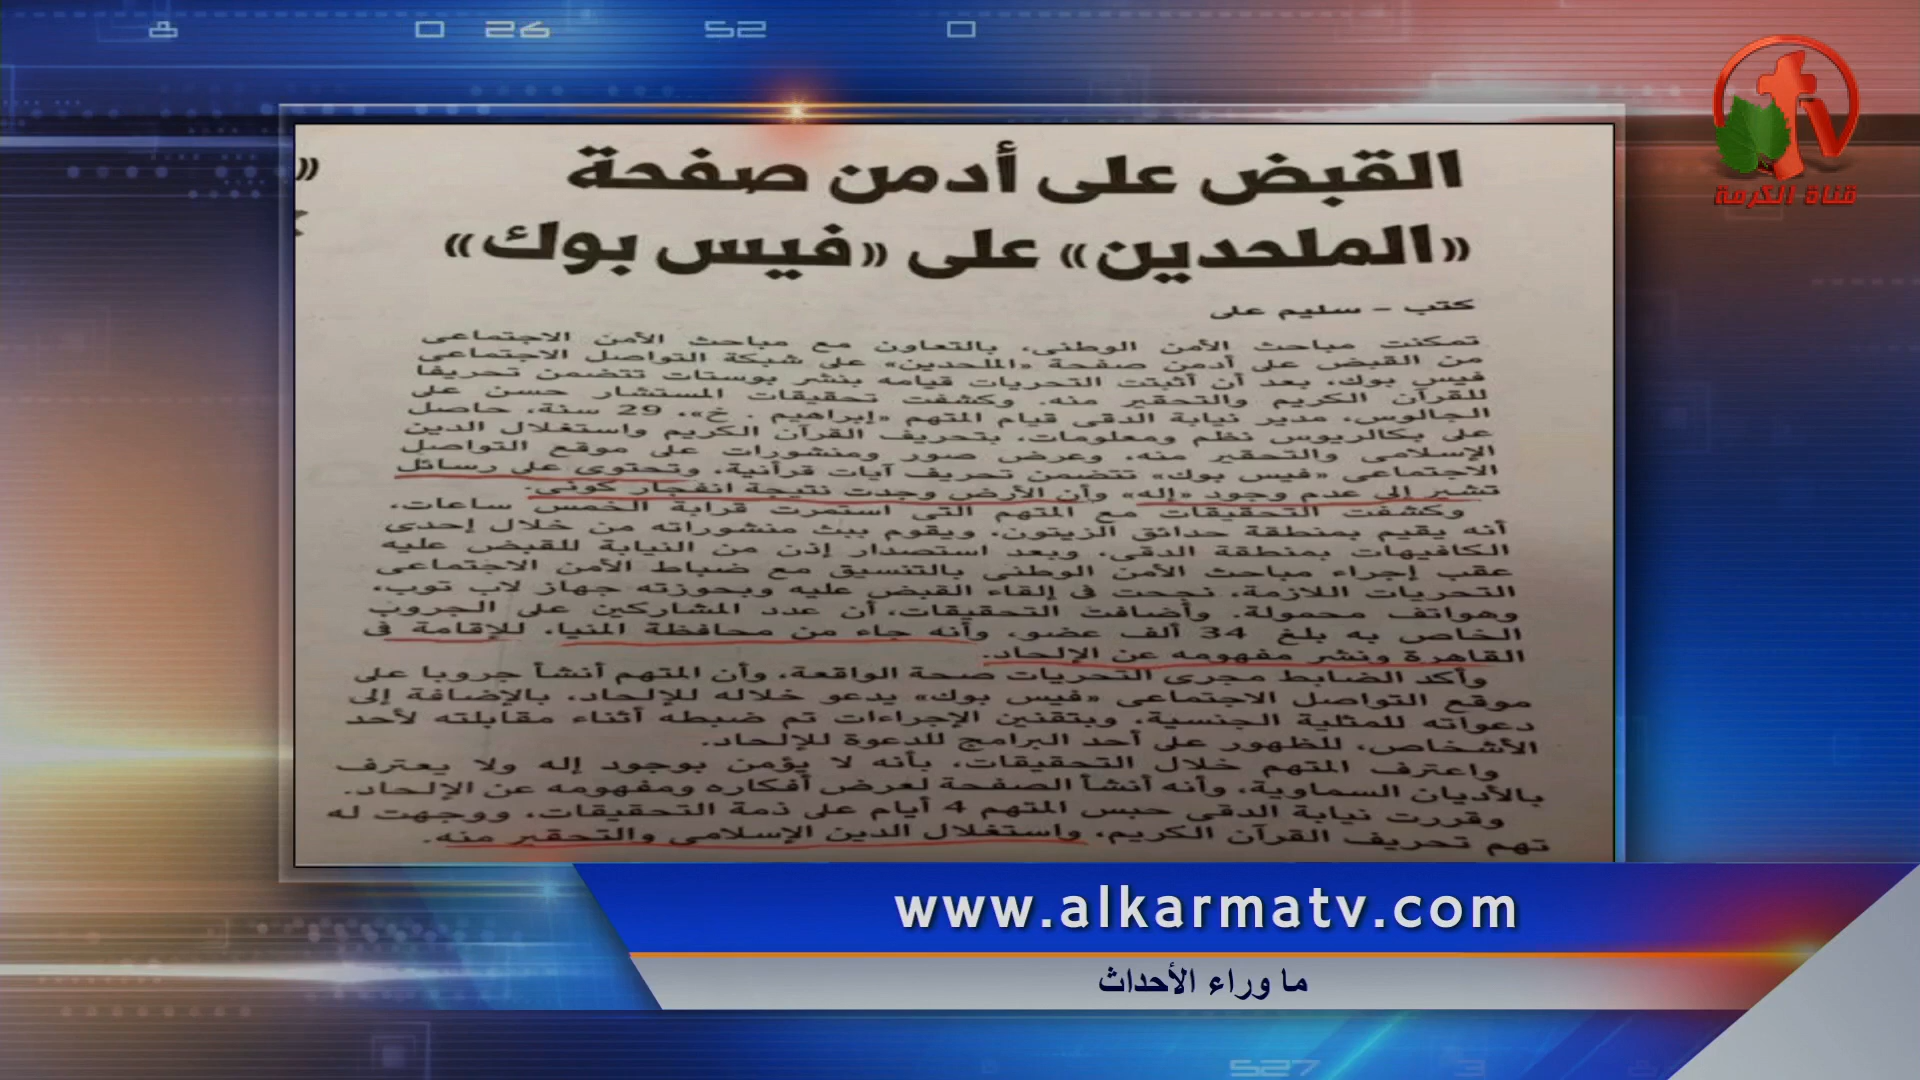 قناة الكرمة
القبض على أدمن صفحة
«الملحدين» على «فيس بوك»
كتب - سليم على
تمكنت مباحث الأمن الوطنى، بالتعاون مع مباحث الأمن الاجتماعى
من القبض على أدمن صفحة «الملحدين» على شبكة التواصل الاجتماعى
فيس بوك، بعد أن أثبتت التحريات قيامه بنشر بوستات تتضمن تحريفا
للقرآن الكريم والتحقير منه. وكشفت تحقيقات المستشار حسن على
الجالوس، مدير نيابة الدقى قيام المتهم «إبراهيم . خ»، 29 سنة، حاصل
على بكالريوس نظم ومعلومات، بتحريف القرآن الكريم واستغلال الدين
الإسلامى والتحقير منه، وعرض صور ومنشورات على موقع التواصل
الاجتماعى «فيس بوك» تتضمن تحريف آيات قرآنية، وتحتوى على رسائل
تشير إلى عدم وجود «إله» وأن الأرض وجدت نتيجة انفجار كونى.
وكشفت التحقيقات مع المتهم التى استمرت قرابة الخمس ساعات،
أنه يقيم بمنطقة حدائق الزيتون، ويقوم ببث منشوراته من خلال إحدى
الكافيهات بمنطقة الدقى، وبعد استصدار إذن من النيابة للقبض عليه
عقب إجراء مباحث الأمن الوطنى بالتنسيق مع ضباط الأمن الاجتماعى
التحريات اللازمة، نجحت فى إلقاء القبض عليه وبحوزته جهاز لاب توب،
وهواتف محمولة. وأضافت التحقيقات، أن عدد المشاركين على الجروب
الخاص به بلغ 34 ألف عضو، وأنه جاء من محافظة المنيا، للإقامة فى
القاهرة ونشر مفهومه عن الإلحاد.
وأكد الضابط مجرى التحريات صحة الواقعة، وأن المتهم أنشأ جروبا على
موقع التواصل الاجتماعى «فيس بوك» يدعو خلاله للإلحاد، بالإضافة إلى
دعواته للمثلية الجنسية، وبتقنين الإجراءات تم ضبطه أثناء مقابلته لأحد
الأشخاص، للظهور على أحد البرامج للدعوة للإلحاد.
واعترف المتهم خلال التحقيقات، بأنه لا يؤمن بوجود إله ولا يعترف
بالأديان السماوية، وأنه أنشأ الصفحة لعرض أفكاره ومفهومه عن الإلحاد.
وقررت نيابة الدقى حبس المتهم 4 أيام على ذمة التحقيقات، ووجهت له
تهم تحريف القرآن الكريم، واستغلال الدين الإسلامى والتحقير منه.
www.alkarmatv.com
ما وراء الأحداث